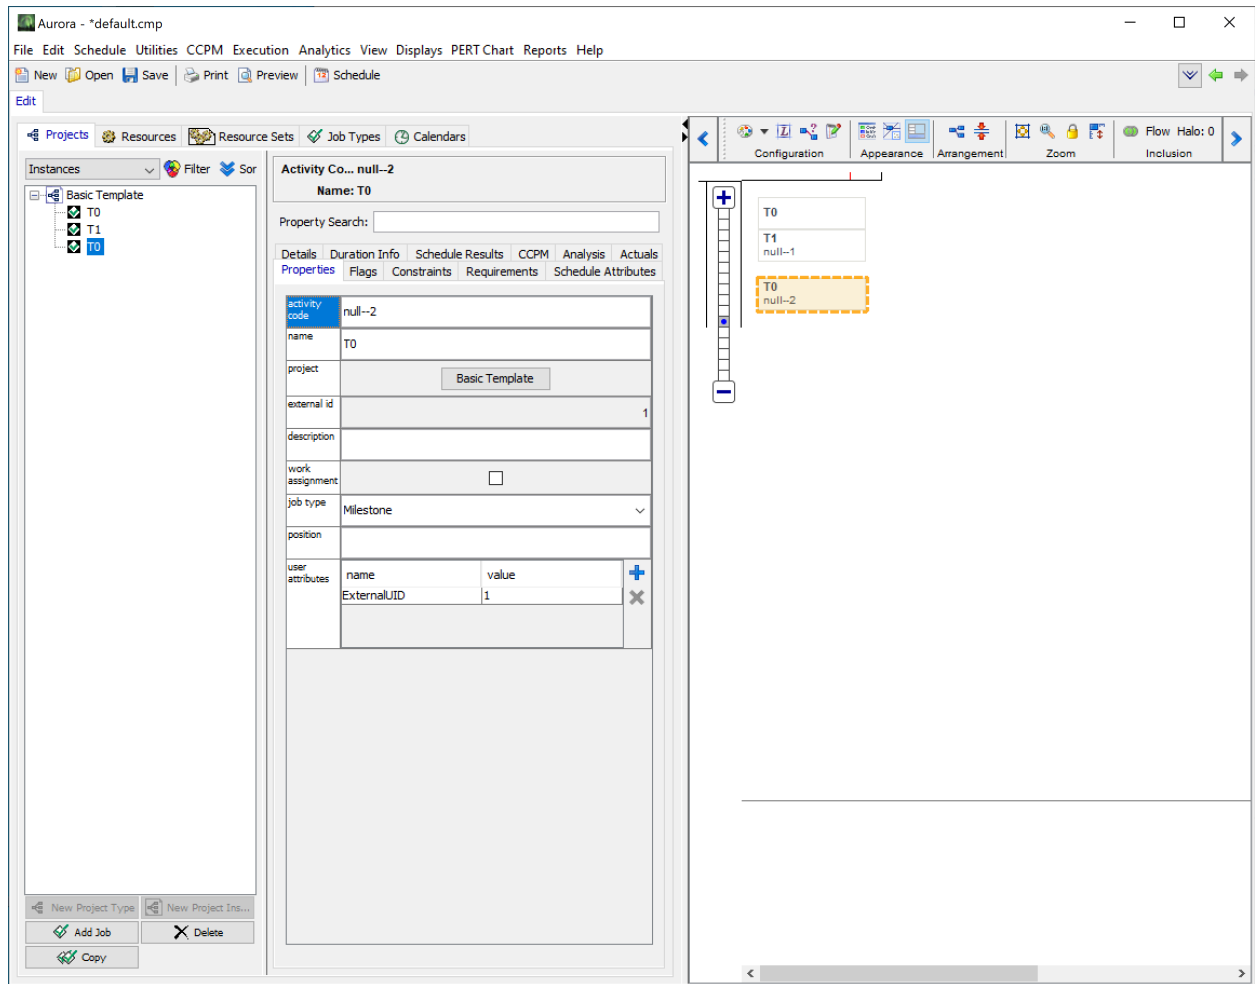 Aurora - *default.cmp
File Edit Schedule Utilities CCPM Execution Analytics View Displays PERT Chart Reports Help
New Open Save Print Preview Schedule
Edit
Projects Resources Resource Sets Job Types Calendars
Instances Filter Sor
Basic Template
T0
T1
T0
New Project Type New Project Ins...
Add Job Delete
Copy
Activity Co... null--2
Name: T0
Property Search:
Details Duration Info Schedule Results CCPM Analysis Actuals
Properties Flags Constraints Requirements Schedule Attributes
activity code null--2
name T0
project Basic Template
external id 1
description
work assignment
job type Milestone
position
user attributes name value
ExternalUID 1
Flow Halo: 0
Configuration Appearance Arrangement Zoom Inclusion
T0
T1
null--1
T0
null--2